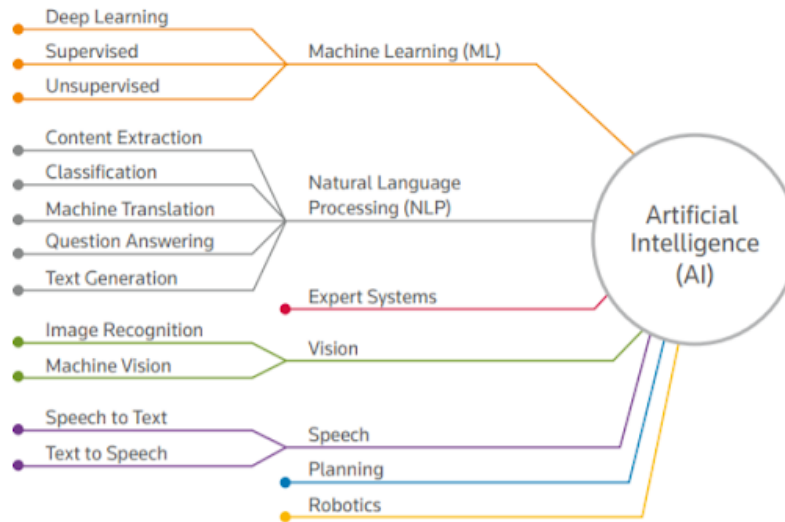 Deep Learning
Supervised
Unsupervised
Machine Learning (ML)
Content Extraction
Classification
Machine Translation
Question Answering
Text Generation
Natural Language
Processing (NLP)
Expert Systems
Image Recognition
Machine Vision
Vision
Speech to Text
Text to Speech
Speech
Planning
Robotics
Artificial
Intelligence
(AI)